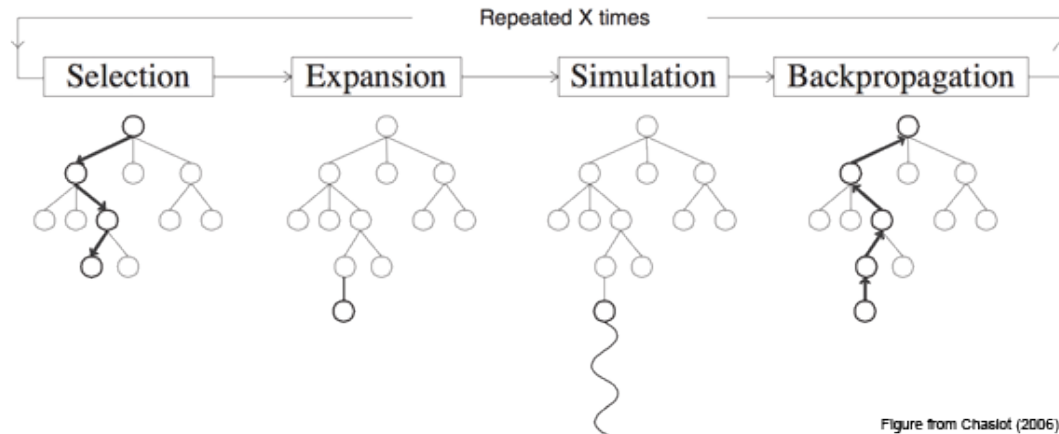 Repeated X times
Selection
Expansion
Simulation
Backpropagation
Figure from Chaslot (2006)